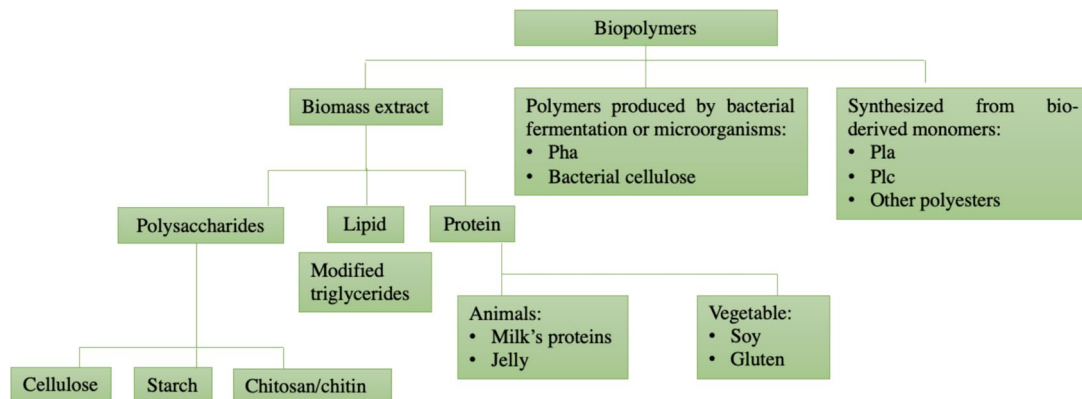 Biopolymers
Biomass extract
Polymers produced by bacterial
fermentation or microorganisms:
• Pha
• Bacterial cellulose
Synthesized from bio-
derived monomers:
• Pla
• Plc
• Other polyesters
Polysaccharides
Lipid
Protein
Modified
triglycerides
Animals:
• Milk's proteins
• Jelly
Vegetable:
• Soy
• Gluten
Cellulose
Starch
Chitosan/chitin